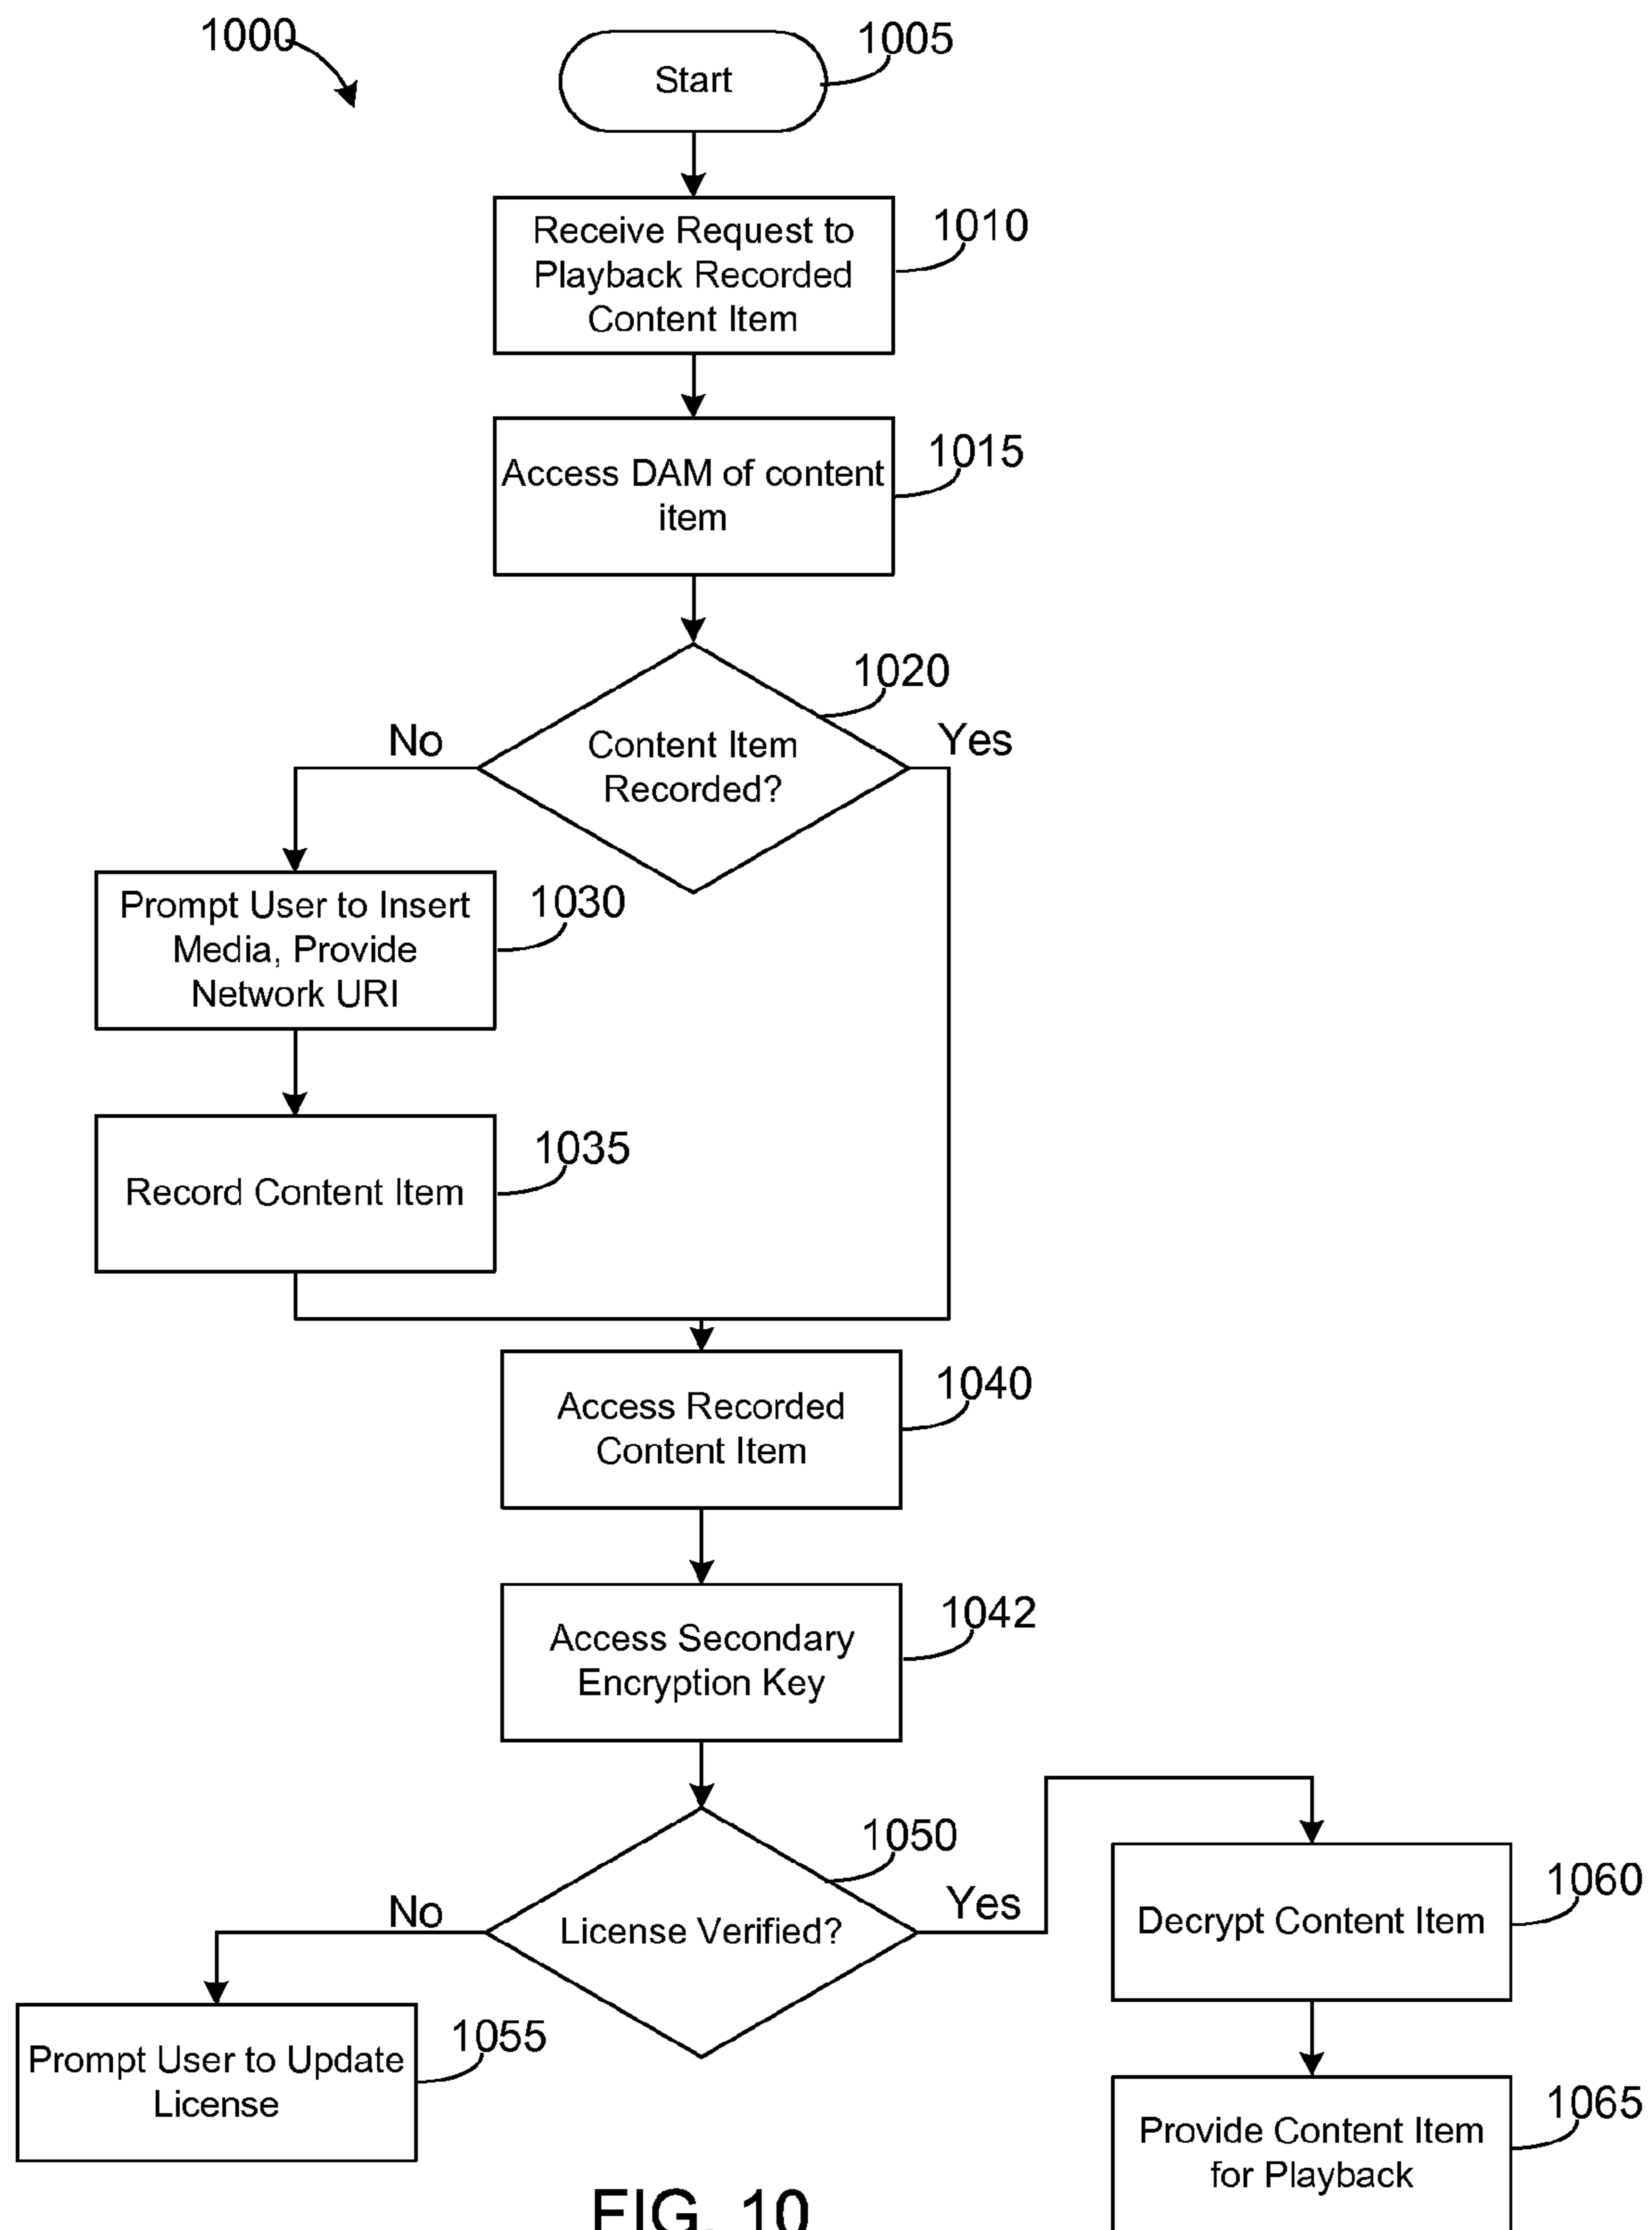 1000
Start
1005
Receive Request to
Playback Recorded
Content Item
1010
Access DAM of content
item
1015
Content Item
Recorded?
1020
No
Yes
Prompt User to Insert
Media, Provide
Network URI
1030
Record Content Item
1035
Access Recorded
Content Item
1040
Access Secondary
Encryption Key
1042
License Verified?
1050
No
Yes
Prompt User to Update
License
1055
Decrypt Content Item
1060
Provide Content Item
for Playback
1065
FIG. 10